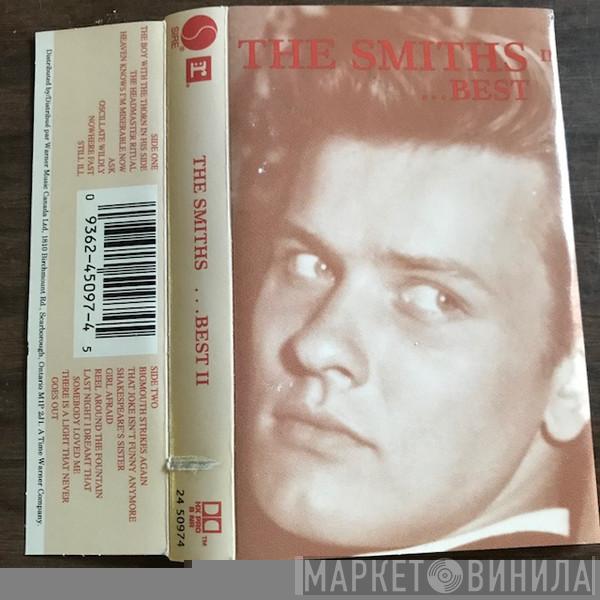 THE SMITHS II
...BEST
SIRE
R
THE SMITHS ...BEST II
DD™
HX PRO
B NR
24 50974
SIDE ONE
THE BOY WITH THE THORN IN HIS SIDE
THE HEADMASTER RITUAL
HEAVEN KNOWS I'M MISERABLE NOW
ASK
OSCILLATE WILDLY
NOWHERE FAST
STILL ILL
0 9362-45097-4 5
SIDE TWO
BIGMOUTH STRIKES AGAIN
THAT JOKE ISN'T FUNNY ANYMORE
SHAKESPEARE'S SISTER
GIRL AFRAID
REEL AROUND THE FOUNTAIN
LAST NIGHT I DREAMT THAT
SOMEBODY LOVED ME
THERE IS A LIGHT THAT NEVER
GOES OUT
Distributed by/Distribué par Warner Music Canada Ltd. 1810 Birchmount Rd., Scarborough, Ontario M1P 2J1. A Time Warner Company.
МАРКЕТ ВИНИЛА